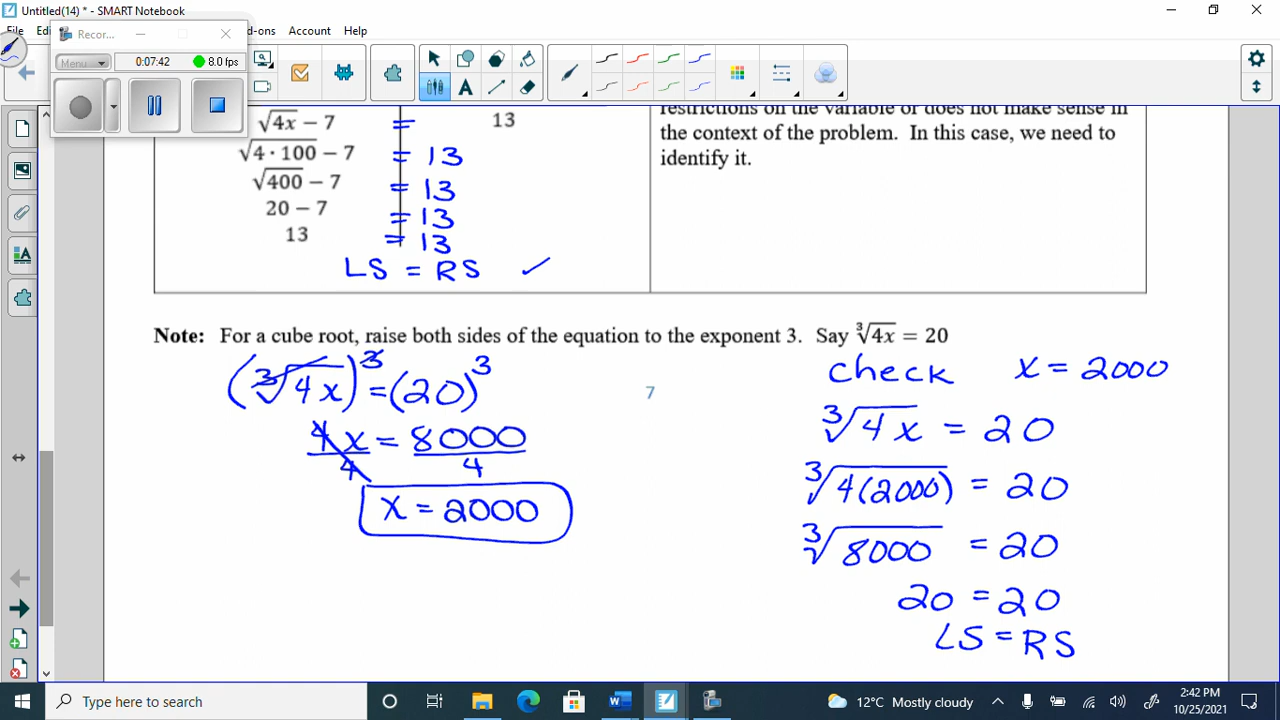 Untitled(14) * - SMART Notebook
Recor...
File Edi d-ons Account Help
Menu 0:07:42 8.0 fps
√4x − 7 = 13
√4 · 100 − 7 = 13
√400 − 7 = 13
20 − 7 = 13
13 = 13
LS = RS ✓
restrictions on the variable or does not make sense in
the context of the problem. In this case, we need to
identify it.
Note: For a cube root, raise both sides of the equation to the exponent 3. Say ∛4x = 20
(∛4x)³ = (20)³
4x = 8000
4 4
x = 2000
7
check x = 2000
∛4x = 20
∛4(2000) = 20
∛8000 = 20
20 = 20
LS = RS
Type here to search
12°C Mostly cloudy
2:42 PM
10/25/2021